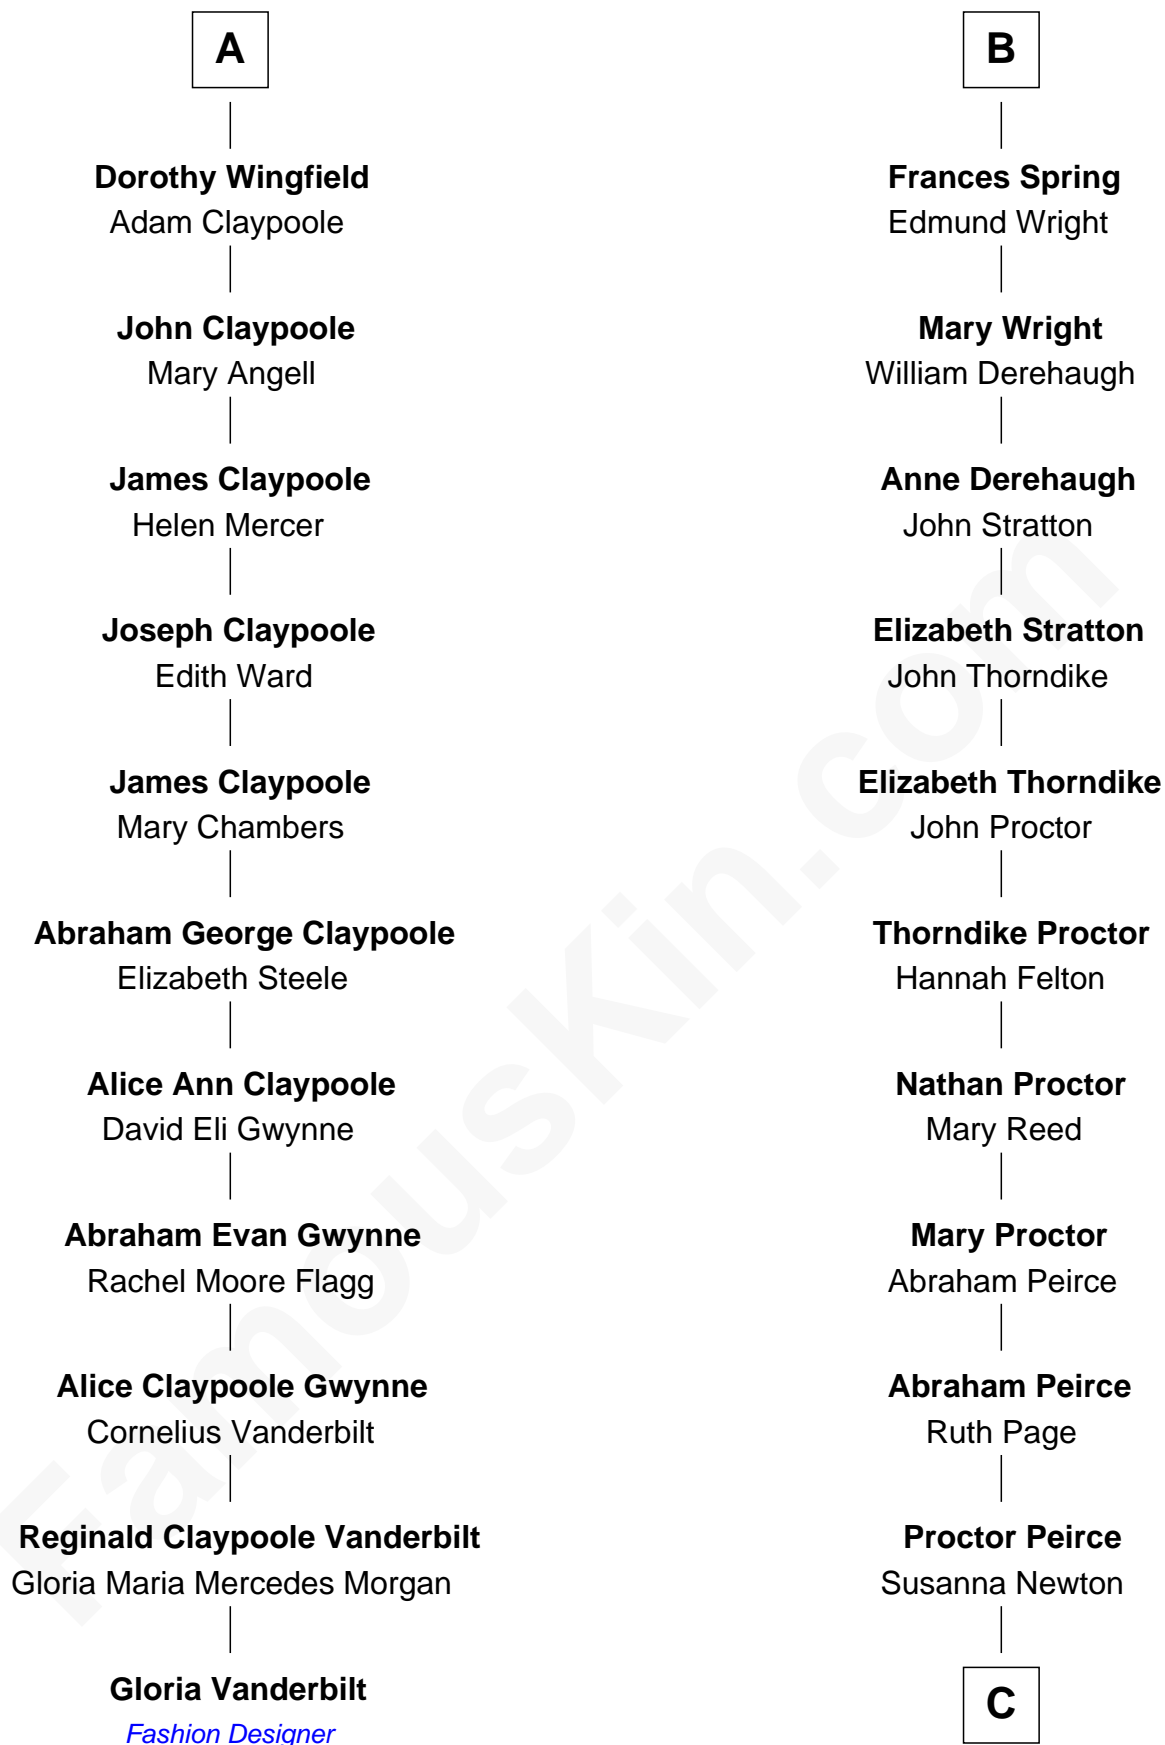 A
Dorothy Wingfield
Adam Claypoole
John Claypoole
Mary Angell
James Claypoole
Helen Mercer
Joseph Claypoole
Edith Ward
James Claypoole
Mary Chambers
Abraham George Claypoole
Elizabeth Steele
Alice Ann Claypoole
David Eli Gwynne
Abraham Evan Gwynne
Rachel Moore Flagg
Alice Claypoole Gwynne
Cornelius Vanderbilt
Reginald Claypoole Vanderbilt
Gloria Maria Mercedes Morgan
Gloria Vanderbilt
Fashion Designer
B
Frances Spring
Edmund Wright
Mary Wright
William Derehaugh
Anne Derehaugh
John Stratton
Elizabeth Stratton
John Thorndike
Elizabeth Thorndike
John Proctor
Thorndike Proctor
Hannah Felton
Nathan Proctor
Mary Reed
Mary Proctor
Abraham Peirce
Abraham Peirce
Ruth Page
Proctor Peirce
Susanna Newton
C
FamousKin.com